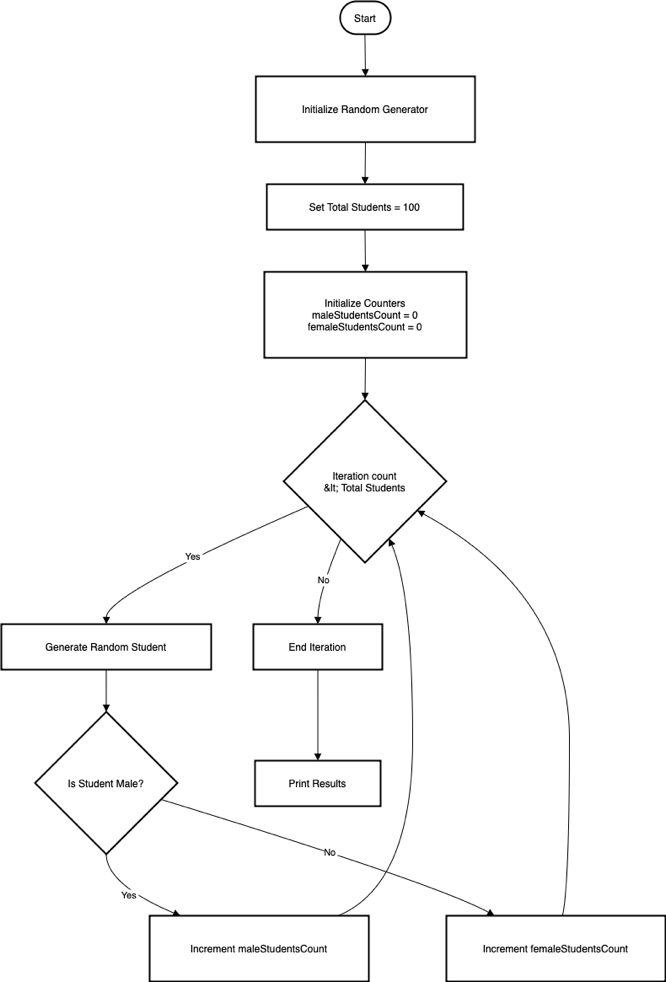 Start
Initialize Random Generator
Set Total Students = 100
Initialize Counters
maleStudentsCount = 0
femaleStudentsCount = 0
Iteration count
&lt; Total Students
Yes
No
Generate Random Student
End Iteration
Is Student Male?
Print Results
No
Yes
Increment maleStudentsCount
Increment femaleStudentsCount